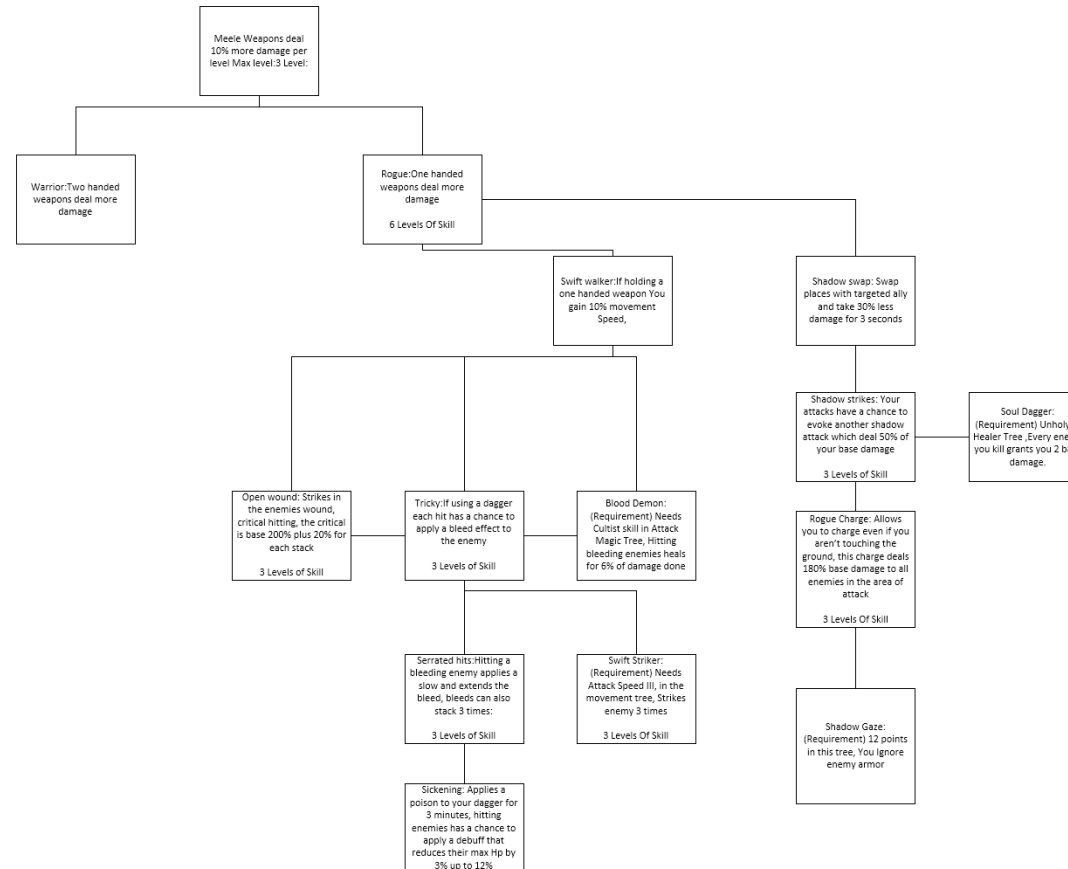 Meele Weapons deal
10% more damage per
level Max level:3 Level:
Warrior:Two handed
weapons deal more
damage
Rogue:One handed
weapons deal more
damage
6 Levels Of Skill
Swift walker:If holding a
one handed weapon You
gain 10% movement
Speed,
Shadow swap: Swap
places with targeted ally
and take 30% less
damage for 3 seconds
Shadow strikes: Your
attacks have a chance to
evoke another shadow
attack which deal 50% of
your base damage
3 Levels of Skill
Soul Dagger:
(Requirement) Unholy
Healer Tree ,Every
you kill grants you 2
damage.
Open wound: Strikes in
the enemies wound,
critical hitting, the critical
is base 200% plus 20% for
each stack
3 Levels of Skill
Tricky:If using a dagger
each hit has a chance to
apply a bleed effect to
the enemy
3 Levels of Skill
Blood Demon:
(Requirement) Needs
Cultist skill in Attack
Magic Tree, Hitting
bleeding enemies heals
for 6% of damage done
Rogue Charge: Allows
you to charge even if you
aren't touching the
ground, this charge deals
180% base damage to all
enemies in the area of
attack
3 Levels Of Skill
Serrated hits:Hitting a
bleeding enemy applies a
slow and extends the
bleed, bleeds can also
stack 3 times:
3 Levels of Skill
Swift Striker:
(Requirement) Needs
Attack Speed III, in the
movement tree, Strikes
enemy 3 times
3 Levels Of Skill
Shadow Gaze:
(Requirement) 12 points
in this tree, You Ignore
enemy armor
Sickening: Applies a
poison to your dagger for
3 minutes, hitting
enemies has a chance to
apply a debuff that
reduces their max Hp by
3% up to 12%